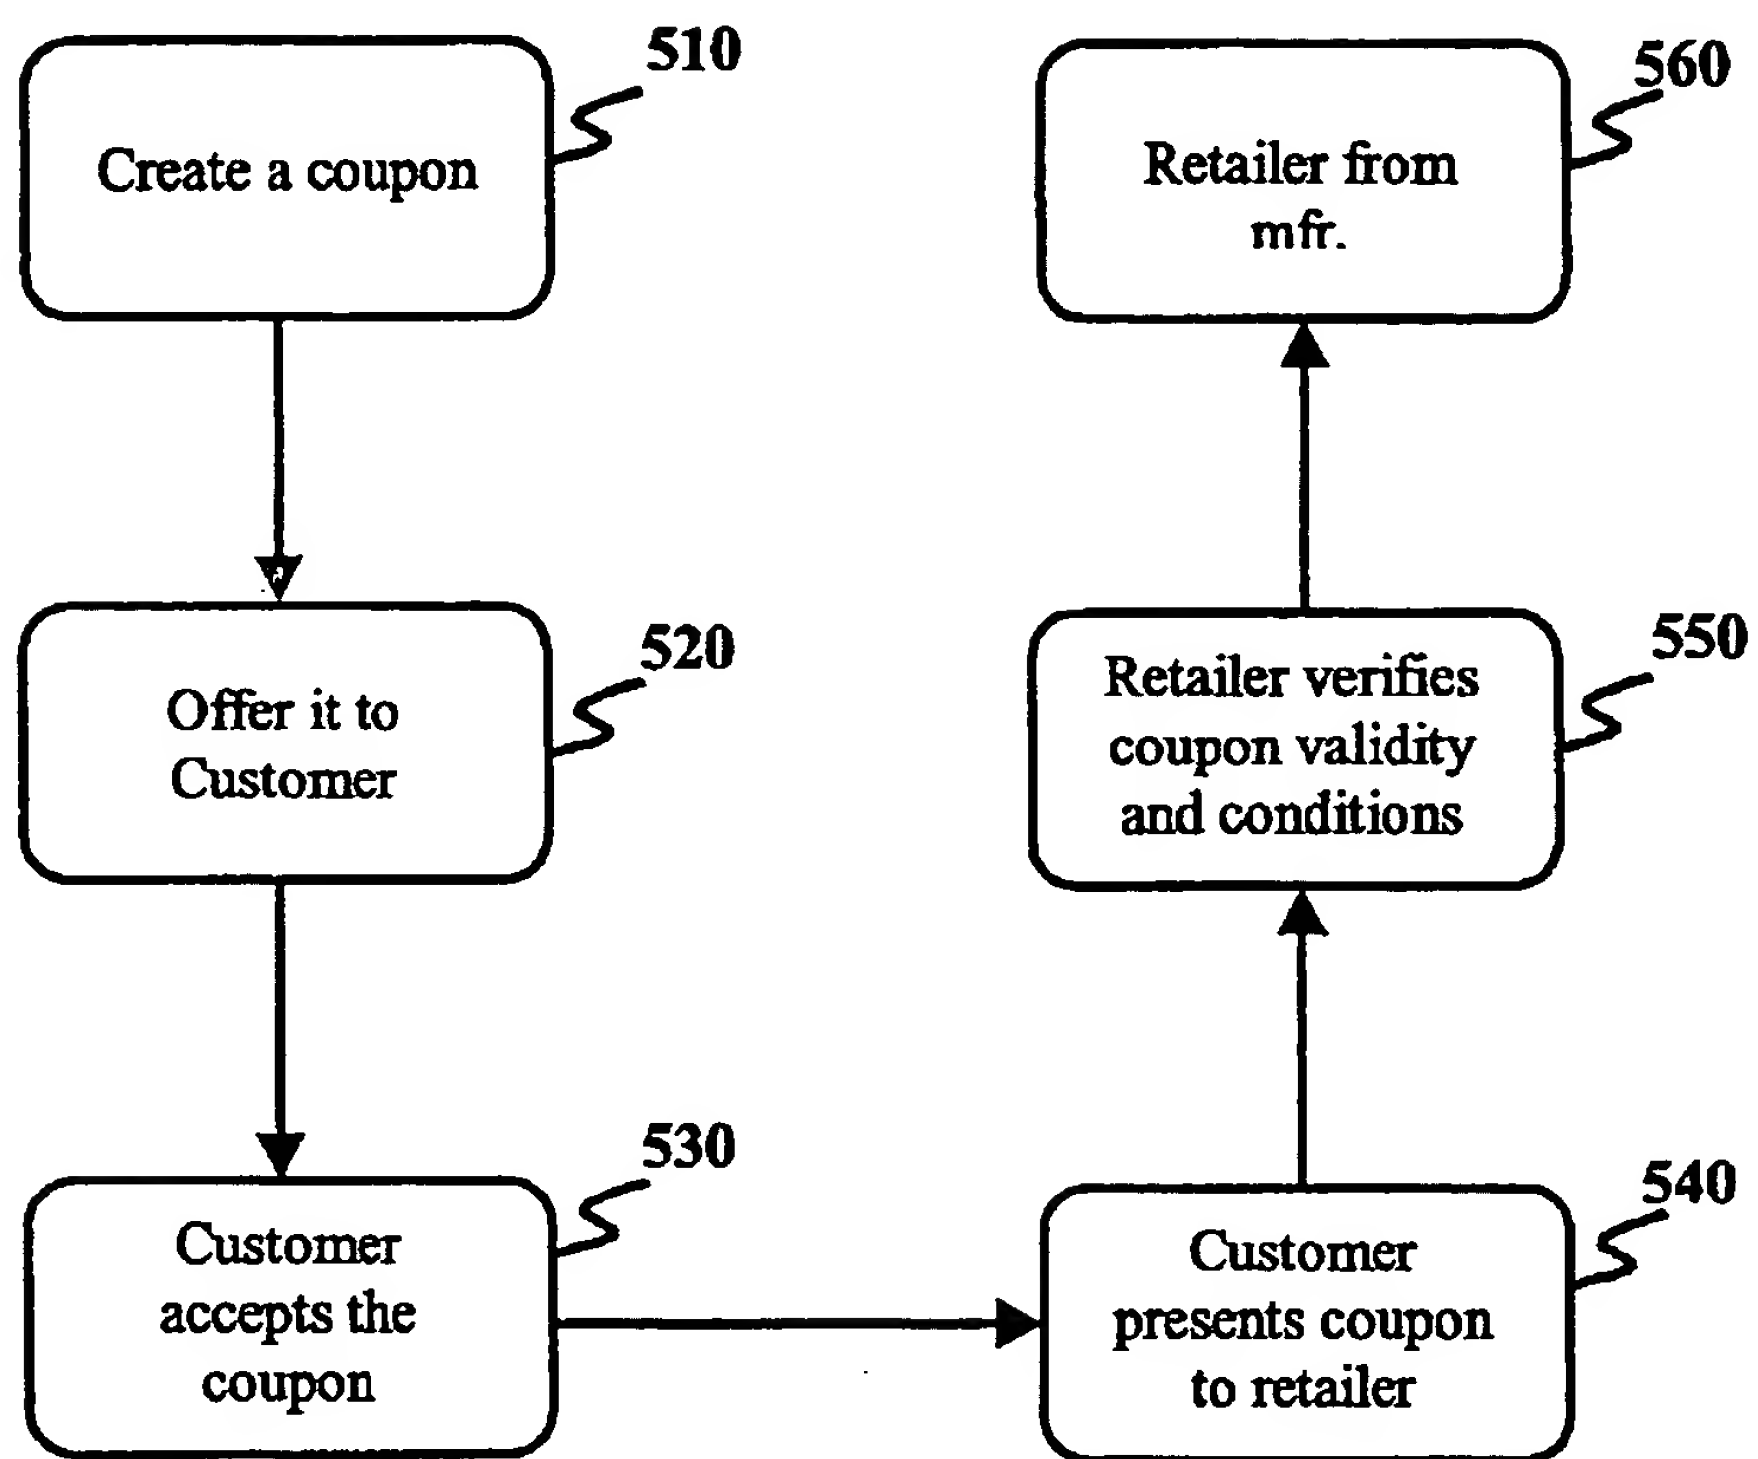 510
Create a coupon
520
Offer it to
Customer
530
Customer
accepts the
coupon
540
Customer
presents coupon
to retailer
550
Retailer verifies
coupon validity
and conditions
560
Retailer from
mfr.